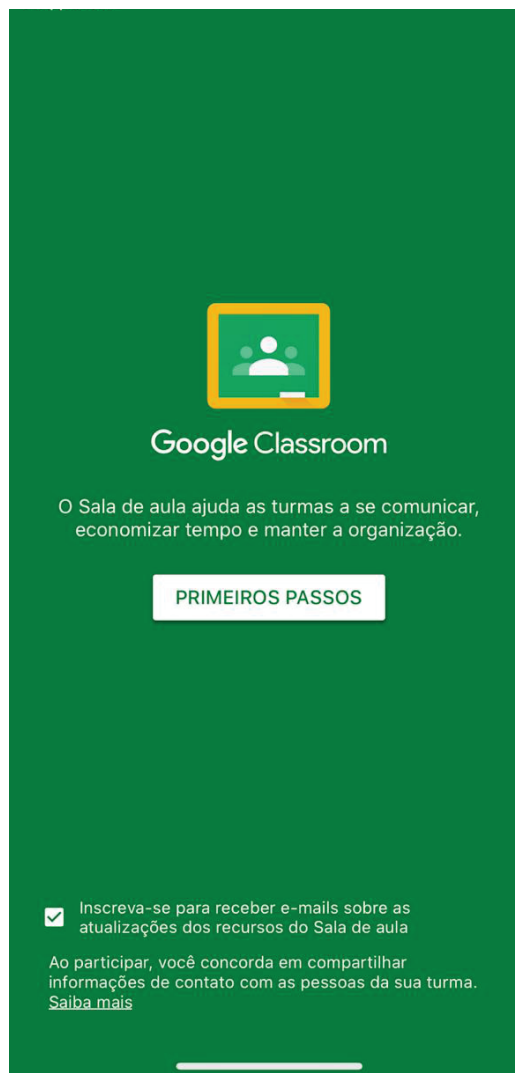 Google Classroom
O Sala de aula ajuda as turmas a se comunicar,
economizar tempo e manter a organização.
PRIMEIROS PASSOS
Inscreva-se para receber e-mails sobre as
atualizações dos recursos do Sala de aula
Ao participar, você concorda em compartilhar
informações de contato com as pessoas da sua turma.
Saiba mais